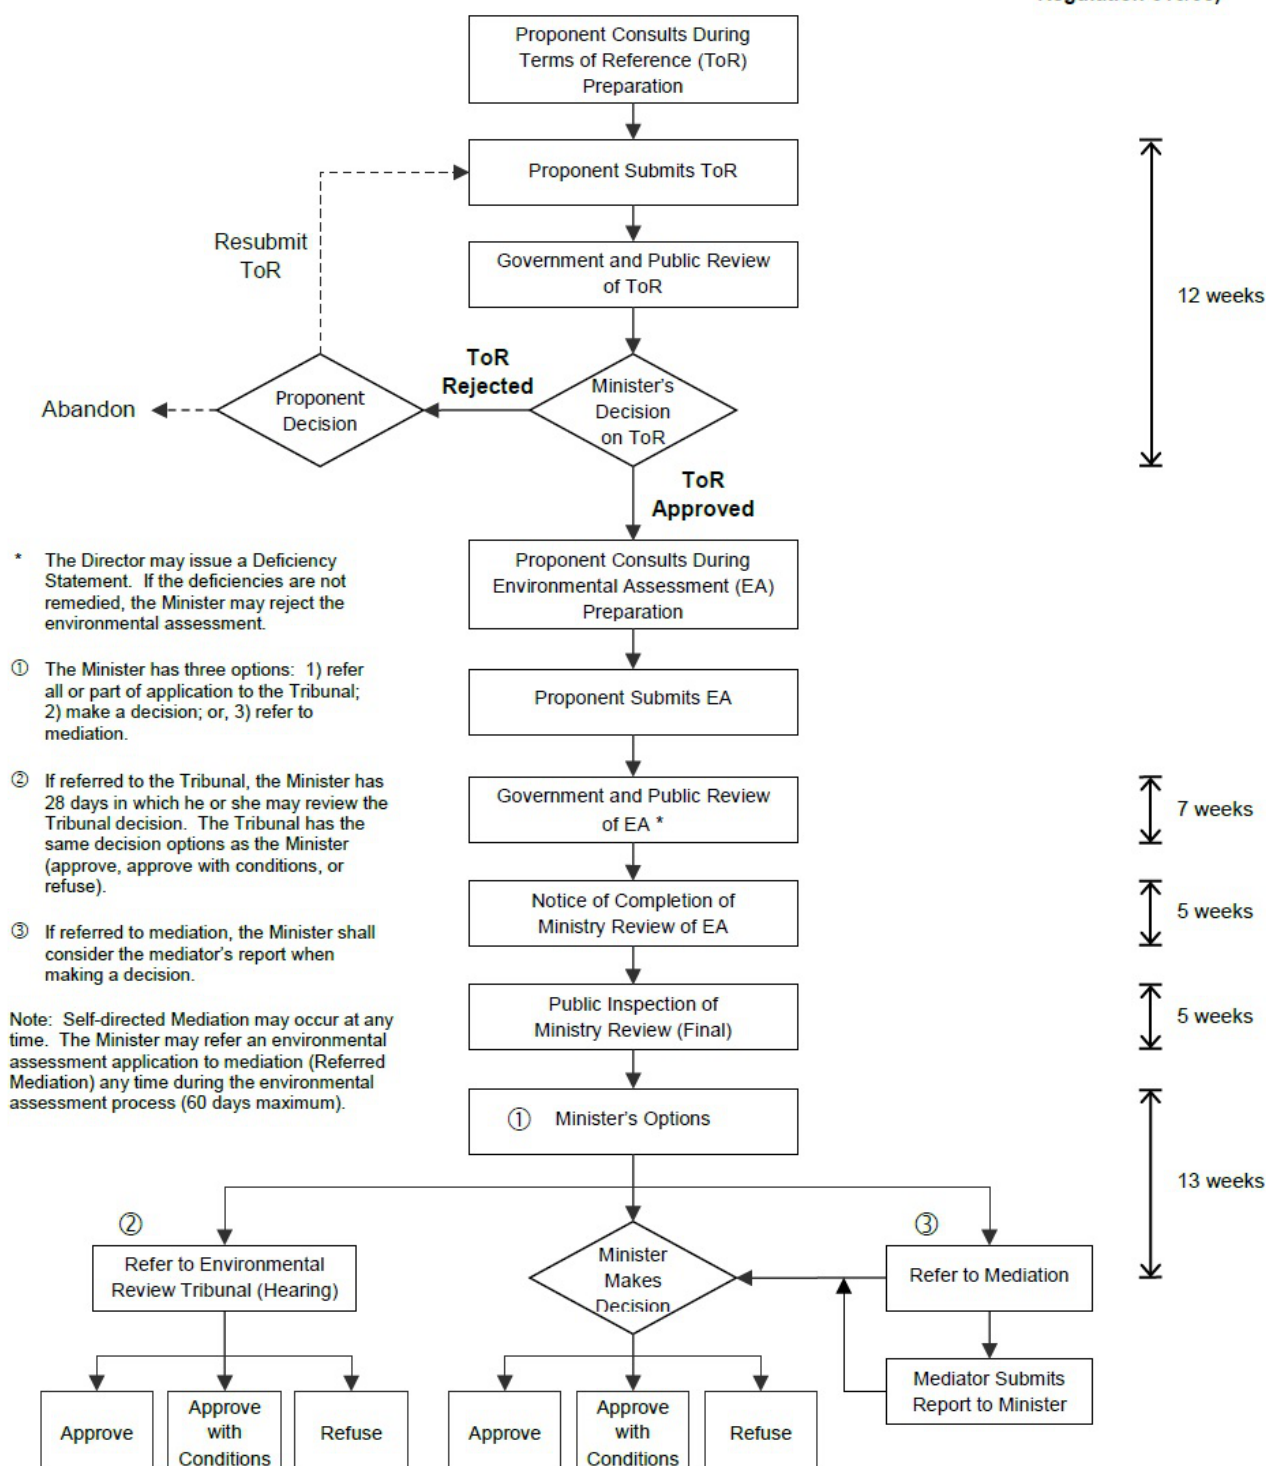 Proponent Consults During
Terms of Reference (ToR)
Preparation
Proponent Submits ToR
Resubmit
ToR
Government and Public Review
of ToR
12 weeks
ToR
Rejected
Minister's
Decision
on ToR
Proponent
Decision
Abandon
ToR
Approved
Proponent Consults During
Environmental Assessment (EA)
Preparation
* The Director may issue a Deficiency
Statement. If the deficiencies are not
remedied, the Minister may reject the
environmental assessment.
① The Minister has three options: 1) refer
all or part of application to the Tribunal;
2) make a decision; or, 3) refer to
mediation.
② If referred to the Tribunal, the Minister has
28 days in which he or she may review the
Tribunal decision. The Tribunal has the
same decision options as the Minister
(approve, approve with conditions, or
refuse).
③ If referred to mediation, the Minister shall
consider the mediator's report when
making a decision.
Note: Self-directed Mediation may occur at any
time. The Minister may refer an environmental
assessment application to mediation (Referred
Mediation) any time during the environmental
assessment process (60 days maximum).
Proponent Submits EA
Government and Public Review
of EA *
7 weeks
Notice of Completion of
Ministry Review of EA
5 weeks
Public Inspection of
Ministry Review (Final)
5 weeks
① Minister's Options
13 weeks
②
Refer to Environmental
Review Tribunal (Hearing)
Minister
Makes
Decision
③
Refer to Mediation
Mediator Submits
Report to Minister
Approve
Approve
with
Conditions
Refuse
Approve
Approve
with
Conditions
Refuse